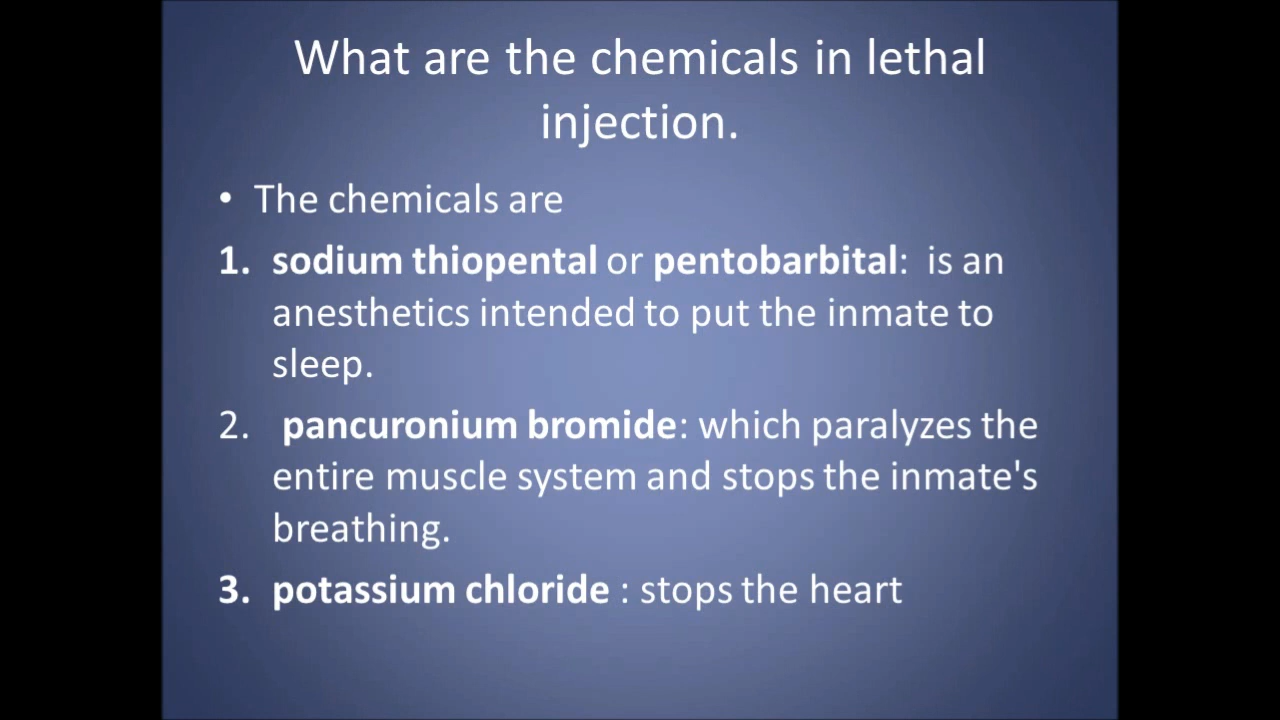 What are the chemicals in lethal
injection.
• The chemicals are
1. sodium thiopental or pentobarbital: is an
anesthetics intended to put the inmate to
sleep.
2. pancuronium bromide: which paralyzes the
entire muscle system and stops the inmate's
breathing.
3. potassium chloride : stops the heart